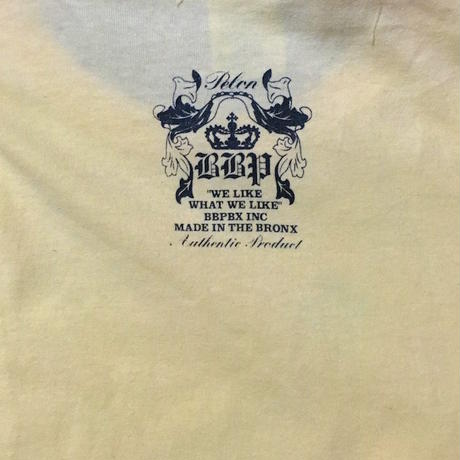 Pelon
BBP
"WE LIKE
WHAT WE LIKE"
BBPBX INC
MADE IN THE BRONX
Authentic Product